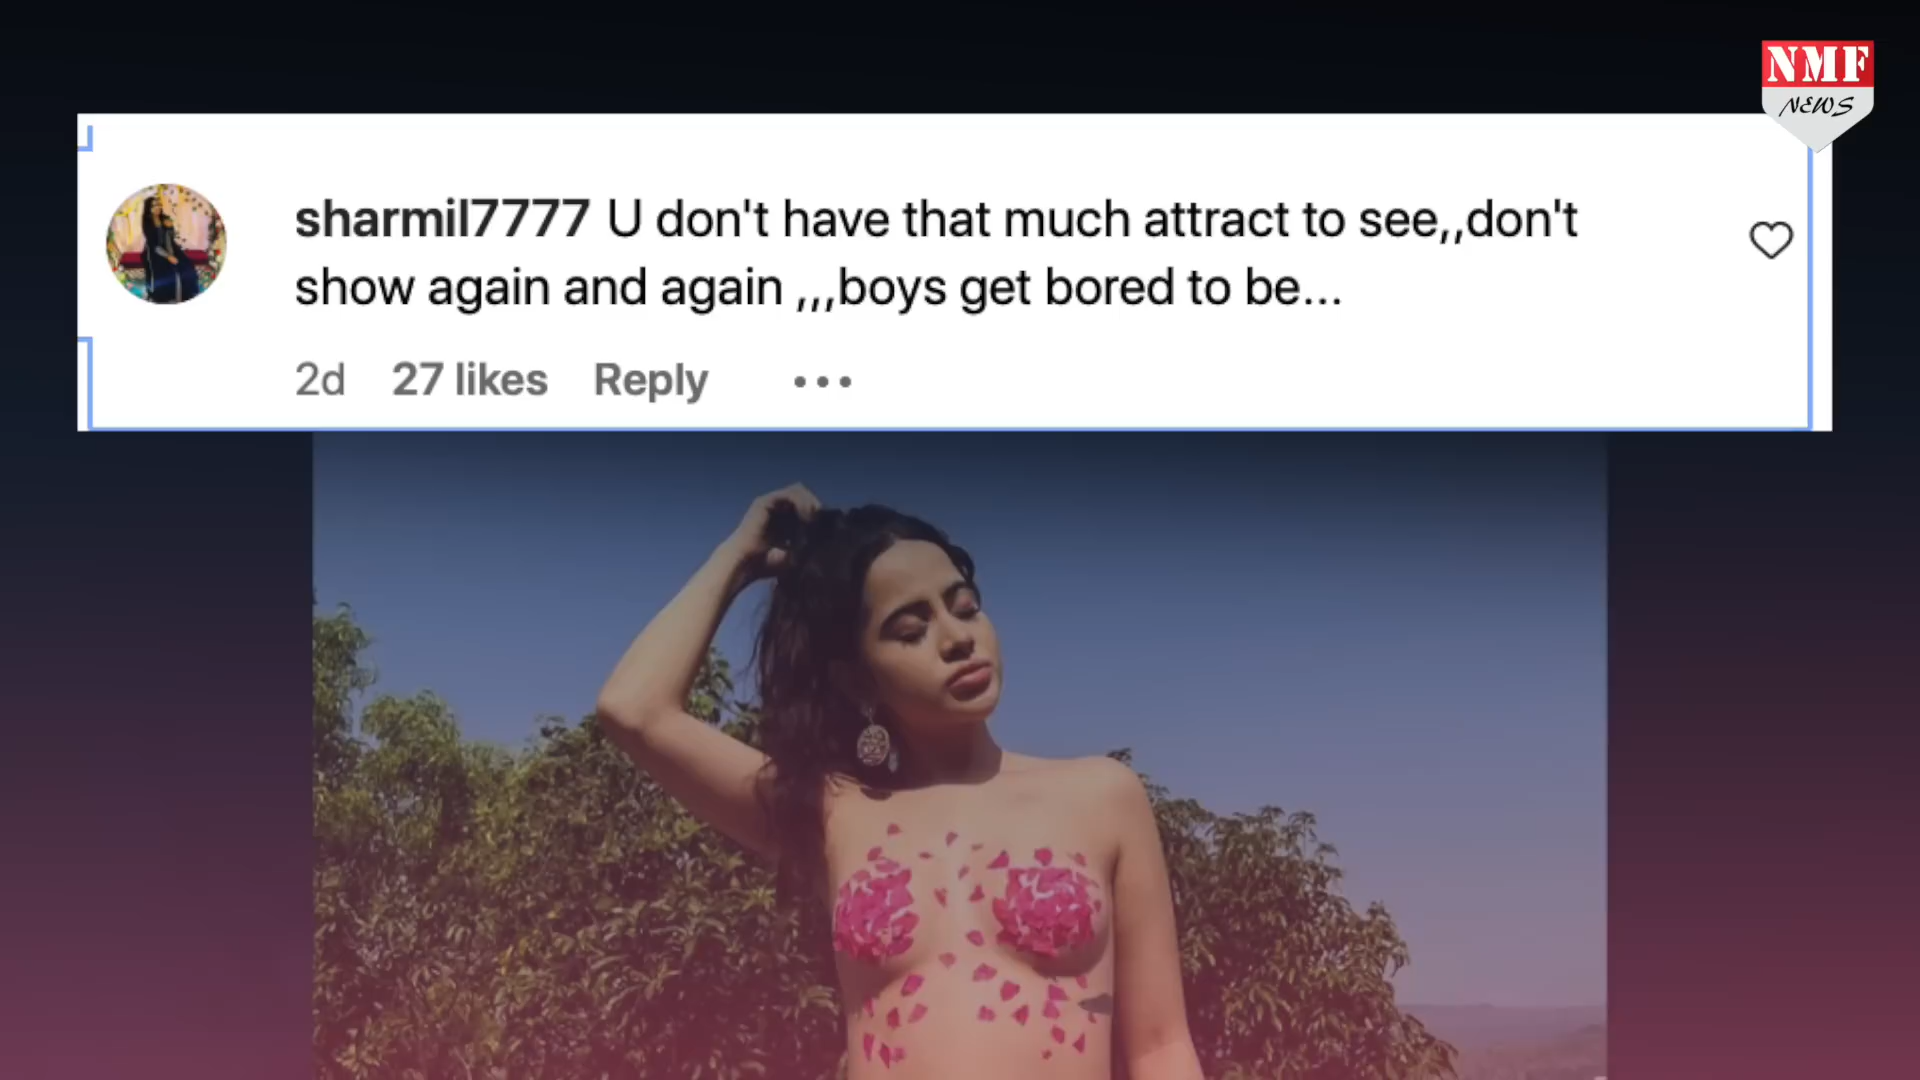 NMF
NEWS
sharmil7777 U don't have that much attract to see,,don't
show again and again ,,,boys get bored to be...
2d 27 likes Reply ...